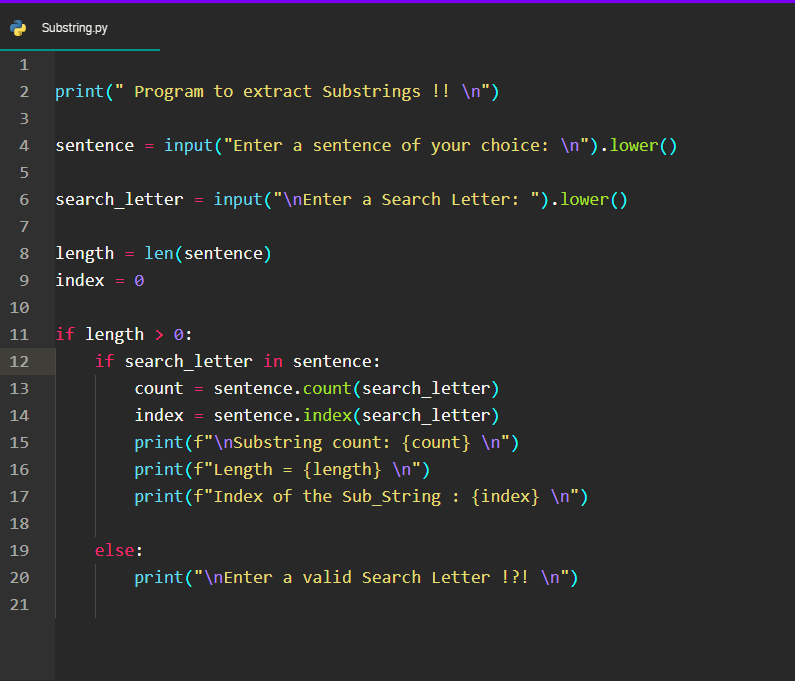 Substring.py
1
2 print(" Program to extract Substrings !! \n")
3
4 sentence = input("Enter a sentence of your choice: \n").lower()
5
6 search_letter = input("\nEnter a Search Letter: ").lower()
7
8 length = len(sentence)
9 index = 0
10
11 if length > 0:
12     if search_letter in sentence:
13         count = sentence.count(search_letter)
14         index = sentence.index(search_letter)
15         print(f"\nSubstring count: {count} \n")
16         print(f"Length = {length} \n")
17         print(f"Index of the Sub_String : {index} \n")
18
19     else:
20         print("\nEnter a valid Search Letter !?! \n")
21